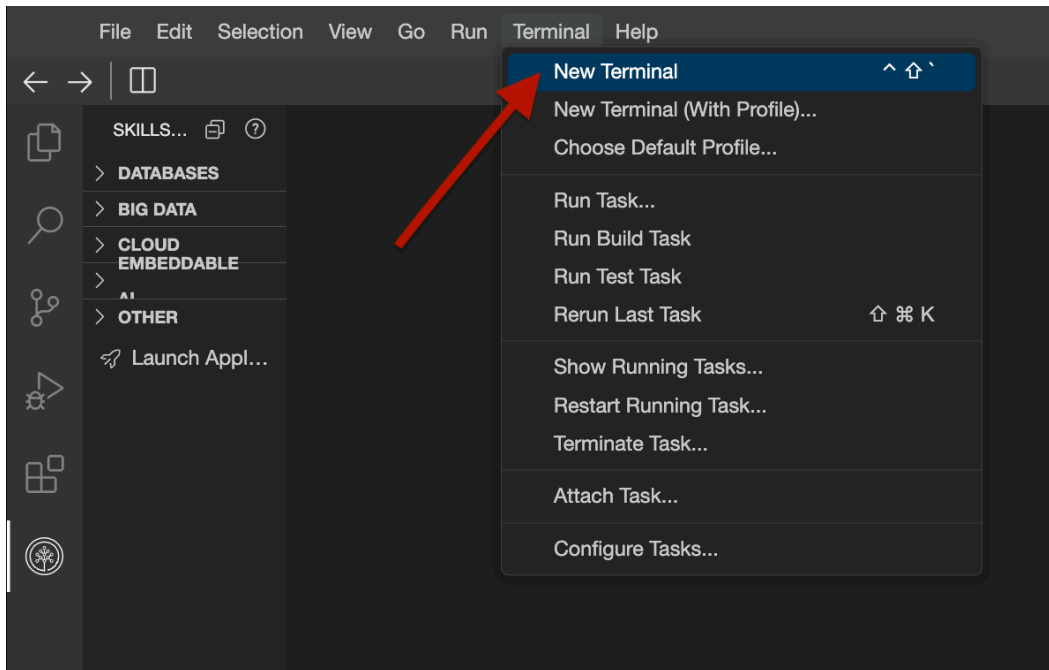 File Edit Selection View Go Run Terminal Help
SKILLS...
DATABASES
BIG DATA
CLOUD
EMBEDDABLE
AI
OTHER
Launch Appl...
New Terminal ^ ⇧ `
New Terminal (With Profile)...
Choose Default Profile...
Run Task...
Run Build Task
Run Test Task
Rerun Last Task ⇧ ⌘ K
Show Running Tasks...
Restart Running Task...
Terminate Task...
Attach Task...
Configure Tasks...